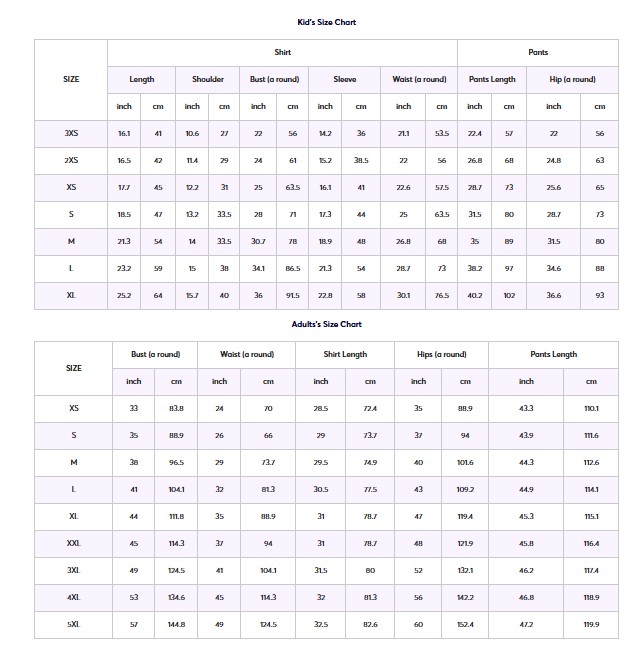 Kid's Size Chart
SIZE Shirt Pants
Length Shoulder Bust (a round) Sleeve Waist (a round) Pants Length Hip (a round)
inch cm inch cm inch cm inch cm inch cm inch cm inch cm
3XS 16.1 41 10.6 27 22 56 14.2 36 21.1 53.5 22.4 57 22 56
2XS 16.5 42 11.4 29 24 61 15.2 38.5 22 56 26.8 68 24.8 63
XS 17.7 45 12.2 31 25 63.5 16.1 41 22.6 57.5 28.7 73 25.6 65
S 18.5 47 13.2 33.5 28 71 17.3 44 25 63.5 31.5 80 28.7 73
M 21.3 54 14 33.5 30.7 78 18.9 48 26.8 68 35 89 31.5 80
L 23.2 59 15 38 34.1 86.5 21.3 54 28.7 73 38.2 97 34.6 88
XL 25.2 64 15.7 40 36 91.5 22.8 58 30.1 76.5 40.2 102 36.6 93
Adults's Size Chart
SIZE Bust (a round) Waist (a round) Shirt Length Hips (a round) Pants Length
inch cm inch cm inch cm inch cm inch cm
XS 33 83.8 24 70 28.5 72.4 35 88.9 43.3 110.1
S 35 88.9 26 66 29 73.7 37 94 43.9 111.6
M 38 96.5 29 73.7 29.5 74.9 40 101.6 44.3 112.6
L 41 104.1 32 81.3 30.5 77.5 43 109.2 44.9 114.1
XL 44 111.8 35 88.9 31 78.7 47 119.4 45.3 115.1
XXL 45 114.3 37 94 31 78.7 48 121.9 45.8 116.4
3XL 49 124.5 41 104.1 31.5 80 52 132.1 46.2 117.4
4XL 53 134.6 45 114.3 32 81.3 56 142.2 46.8 118.9
5XL 57 144.8 49 124.5 32.5 82.6 60 152.4 47.2 119.9